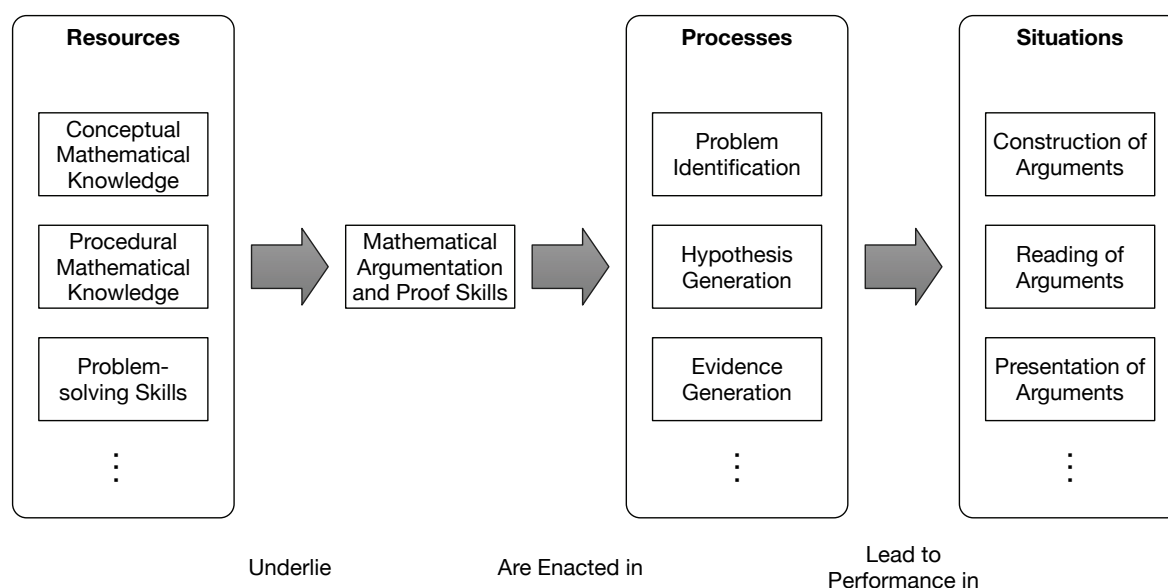 Resources
Conceptual
Mathematical
Knowledge
Procedural
Mathematical
Knowledge
Problem-
solving Skills
⋮
Mathematical
Argumentation
and Proof Skills
Processes
Problem
Identification
Hypothesis
Generation
Evidence
Generation
⋮
Situations
Construction of
Arguments
Reading of
Arguments
Presentation of
Arguments
⋮
Underlie
Are Enacted in
Lead to
Performance in